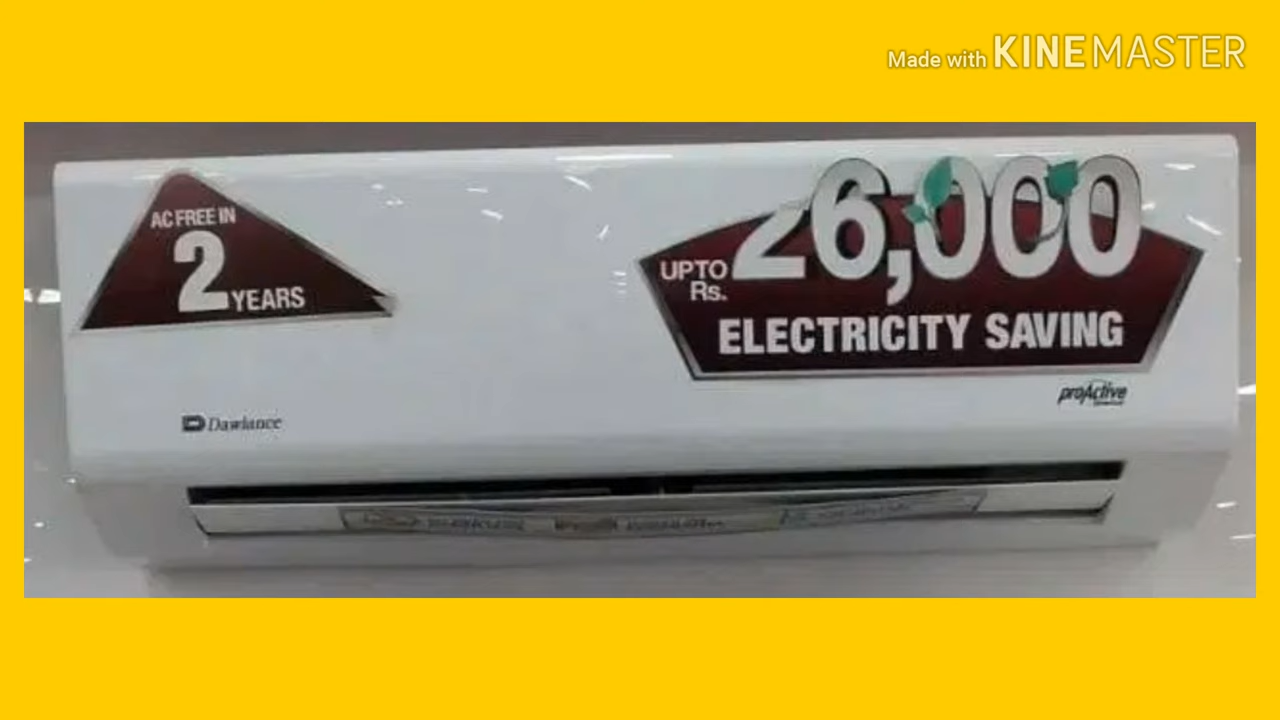 Made with KINEMASTER
AC FREE IN
2
YEARS
26,000
UPTO
Rs.
ELECTRICITY SAVING
proActive
Dawlance